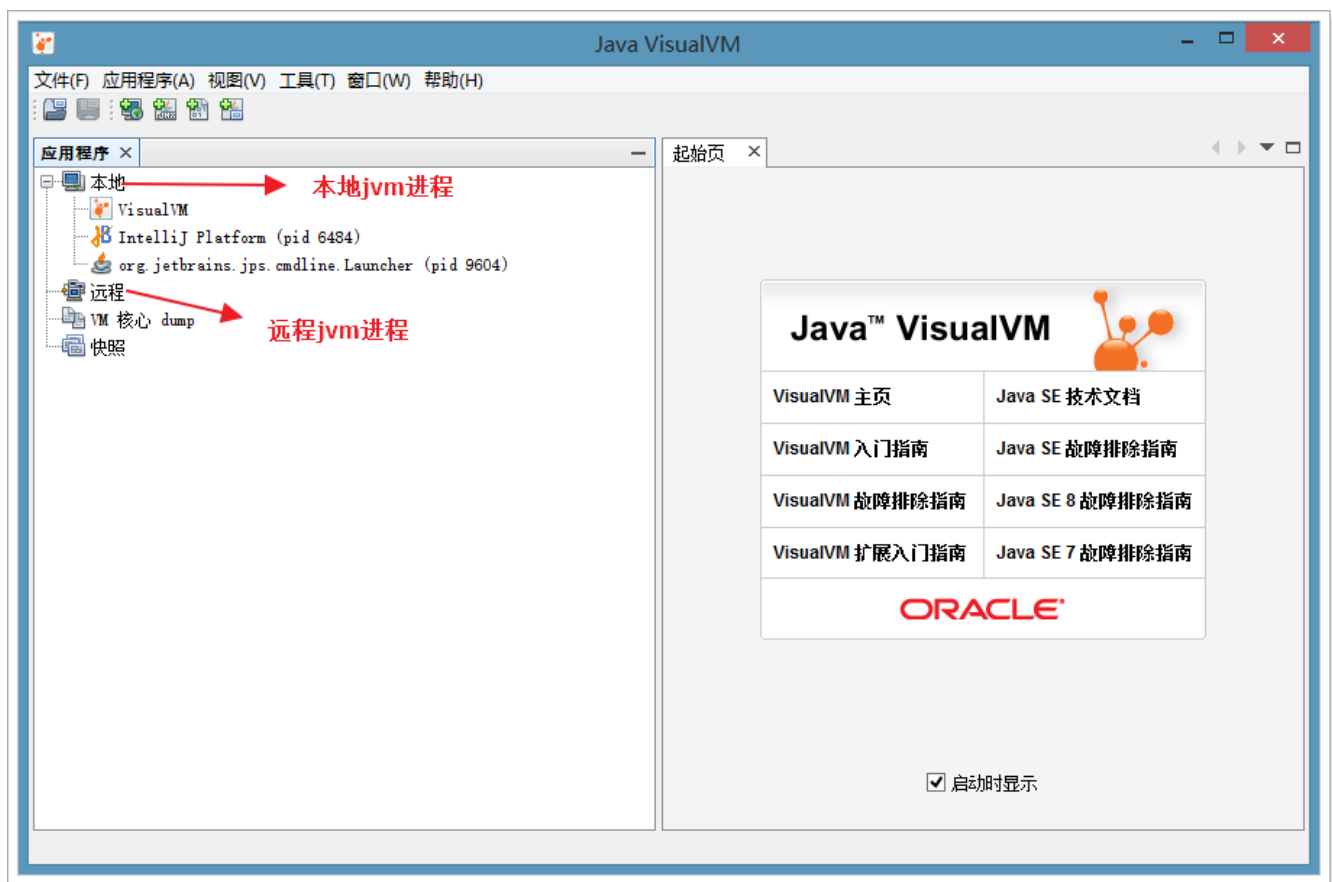 Java VisualVM
文件(F) 应用程序(A) 视图(V) 工具(T) 窗口(W) 帮助(H)
应用程序
本地
本地jvm进程
VisualVM
IntelliJ Platform (pid 6484)
org.jetbrains.jps.cmdline.Launcher (pid 9604)
远程
远程jvm进程
VM 核心 dump
快照
起始页
Java™ VisualVM
VisualVM 主页 Java SE 技术文档
VisualVM 入门指南 Java SE 故障排除指南
VisualVM 故障排除指南 Java SE 8 故障排除指南
VisualVM 扩展入门指南 Java SE 7 故障排除指南
ORACLE
启动时显示